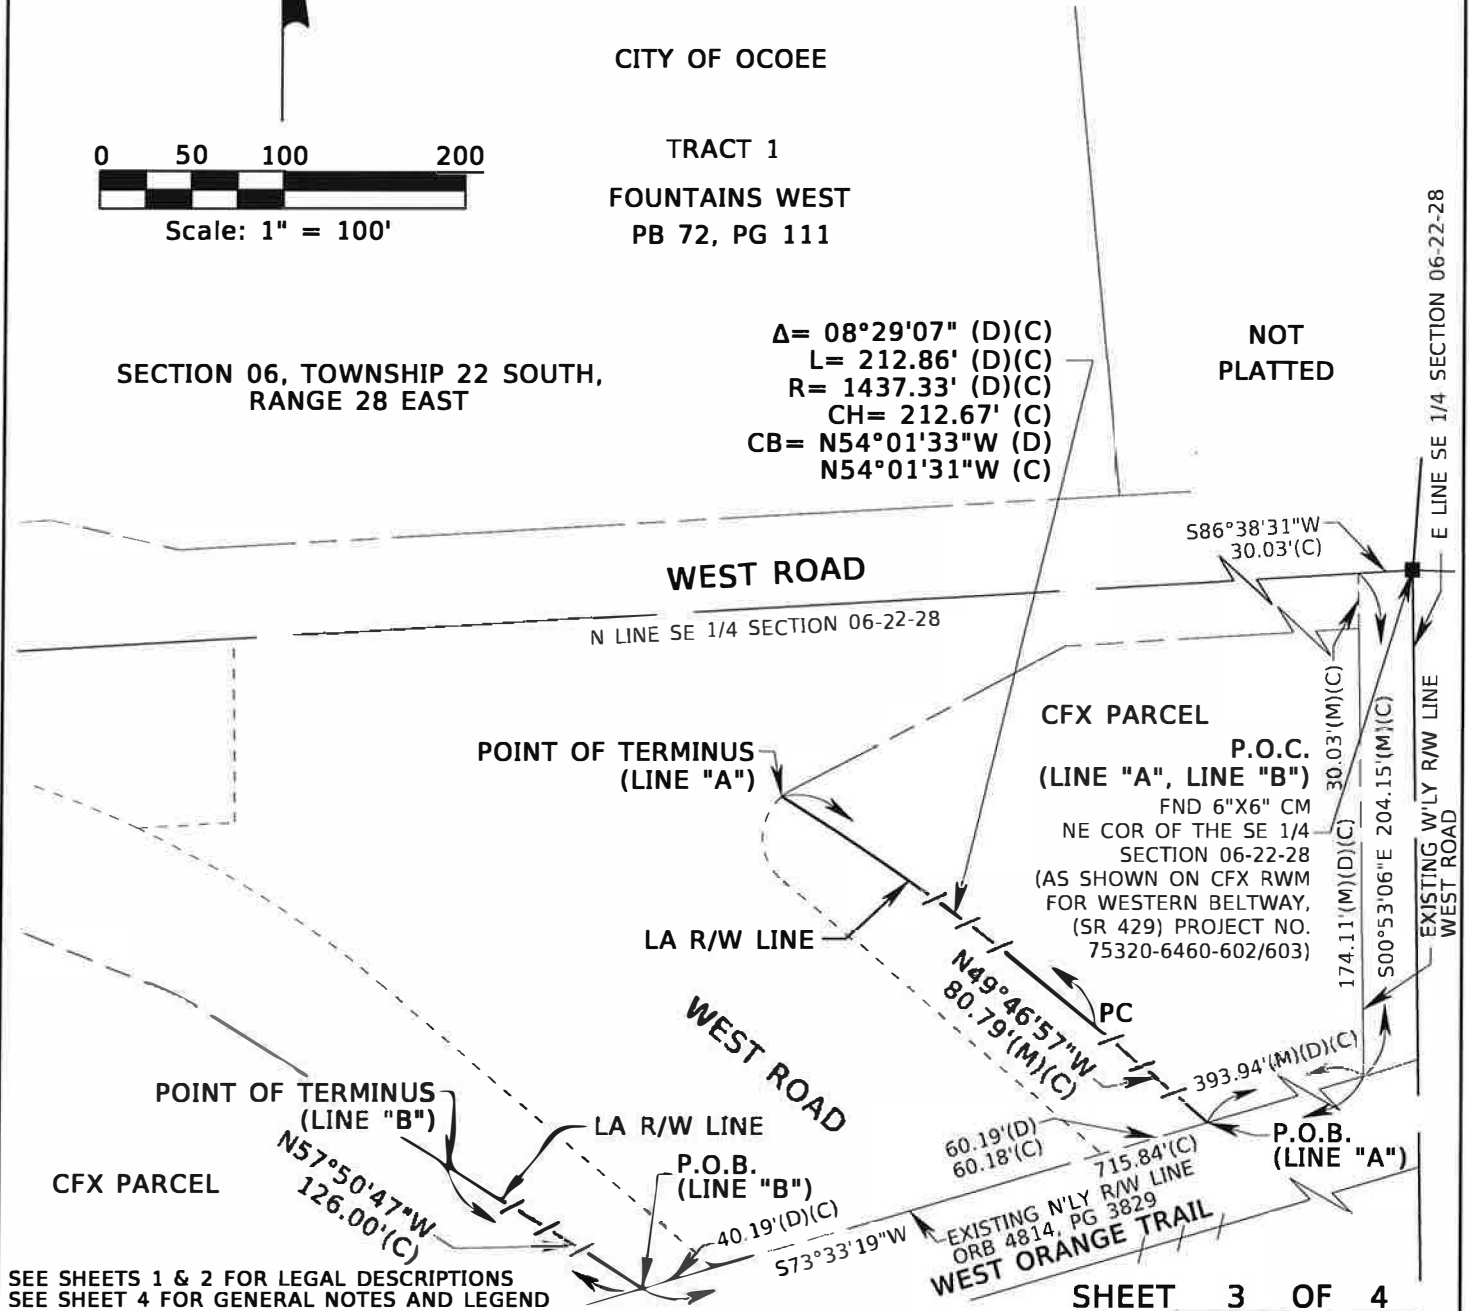 CITY OF OCOEE
0 50 100 200
Scale: 1" = 100'
TRACT 1
FOUNTAINS WEST
PB 72, PG 111
SECTION 06, TOWNSHIP 22 SOUTH,
RANGE 28 EAST
Δ= 08°29'07" (D)(C)
L= 212.86' (D)(C)
R= 1437.33' (D)(C)
CH= 212.67' (C)
CB= N54°01'33"W (D)
N54°01'31"W (C)
NOT
PLATTED
E LINE SE 1/4 SECTION 06-22-28
S86°38'31"W
30.03'(C)
WEST ROAD
N LINE SE 1/4 SECTION 06-22-28
CFX PARCEL
P.O.C.
(LINE "A", LINE "B")
FND 6"X6" CM
NE COR OF THE SE 1/4
SECTION 06-22-28
(AS SHOWN ON CFX RWM
FOR WESTERN BELTWAY,
(SR 429) PROJECT NO.
75320-6460-602/603)
30.03'(M)(C)
174.11'(M)(D)(C)
S00°53'06"E 204.15'(M)(C)
EXISTING W'LY R/W LINE
WEST ROAD
POINT OF TERMINUS
(LINE "A")
LA R/W LINE
N49°46'57"W
80.79'(M)(C)
PC
WEST ROAD
393.94'(M)(D)(C)
P.O.B.
(LINE "A")
POINT OF TERMINUS
(LINE "B")
LA R/W LINE
N57°50'47"W
126.00'(C)
CFX PARCEL
P.O.B.
(LINE "B")
60.19'(D)
60.18'(C)
715.84'(C)
40.19'(D)(C)
S73°33'19"W
EXISTING N'LY R/W LINE
ORB 4814, PG 3829
WEST ORANGE TRAIL
SEE SHEETS 1 & 2 FOR LEGAL DESCRIPTIONS
SEE SHEET 4 FOR GENERAL NOTES AND LEGEND
SHEET 3 OF 4